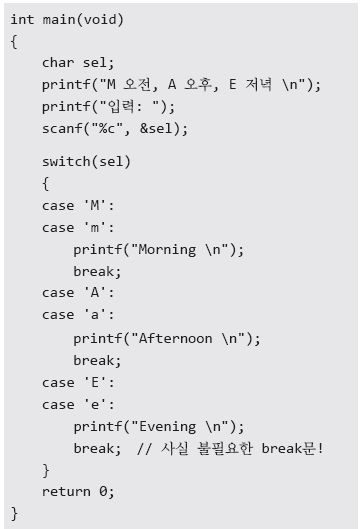 int main(void)
{
    char sel;
    printf("M 오전, A 오후, E 저녁 \n");
    printf("입력: ");
    scanf("%c", &sel);
    switch(sel)
    {
    case 'M':
    case 'm':
        printf("Morning \n");
        break;
    case 'A':
    case 'a':
        printf("Afternoon \n");
        break;
    case 'E':
    case 'e':
        printf("Evening \n");
        break;  // 사실 불필요한 break문!
    }
    return 0;
}